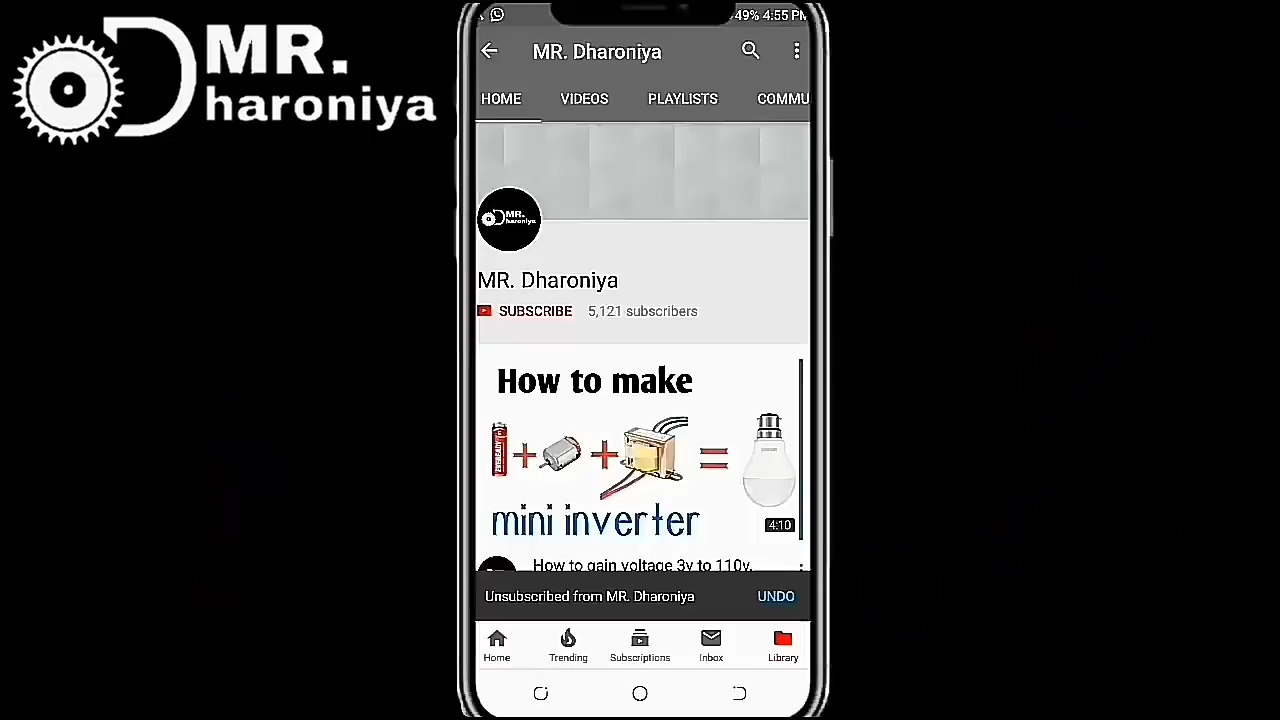 MR.
Dharoniya
49% 4:55 PM
MR. Dharoniya
HOME VIDEOS PLAYLISTS COMMU
MR.
Dharoniya
MR. Dharoniya
SUBSCRIBE 5,121 subscribers
How to make
+ + =
mini inverter
4:10
How to gain voltage 3v to 110v.
Unsubscribed from MR. Dharoniya UNDO
Home Trending Subscriptions Inbox Library